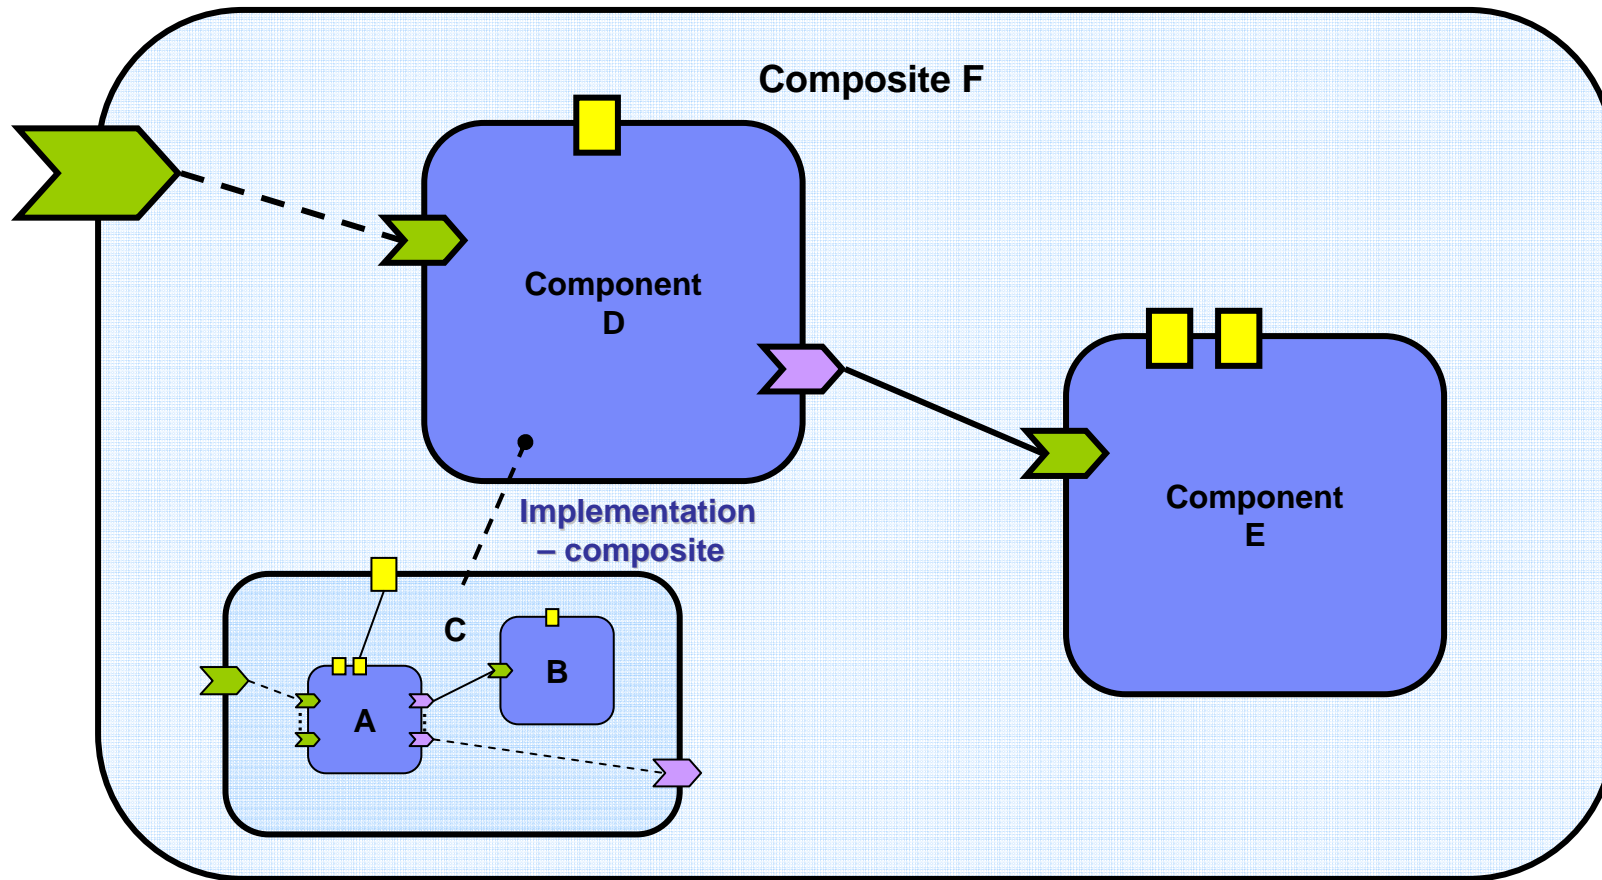 Composite F
Component
D
Component
E
Implementation
– composite
C
B
A